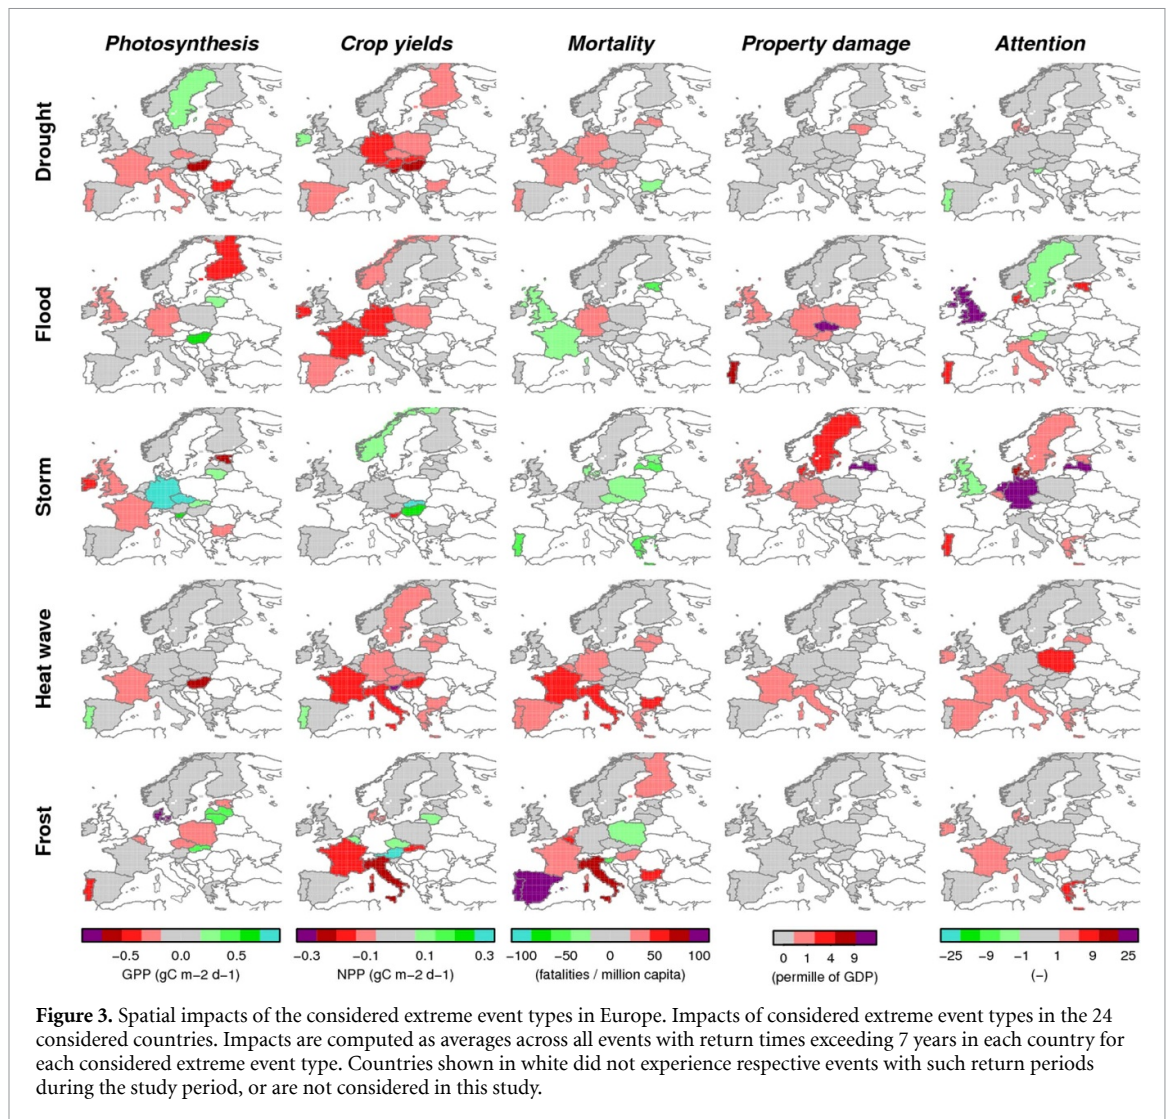 Photosynthesis Crop yields Mortality Property damage Attention
Drought
Flood
Storm
Heat wave
Frost
−0.5 0.0 0.5 −0.3 −0.1 0.1 0.3 −100 −50 0 50 100 0 1 4 9 −25 −9 −1 1 9 25
GPP (gC m−2 d−1) NPP (gC m−2 d−1) (fatalities / million capita) (permille of GDP) (−)
Figure 3. Spatial impacts of the considered extreme event types in Europe. Impacts of considered extreme event types in the 24
considered countries. Impacts are computed as averages across all events with return times exceeding 7 years in each country for
each considered extreme event type. Countries shown in white did not experience respective events with such return periods
during the study period, or are not considered in this study.